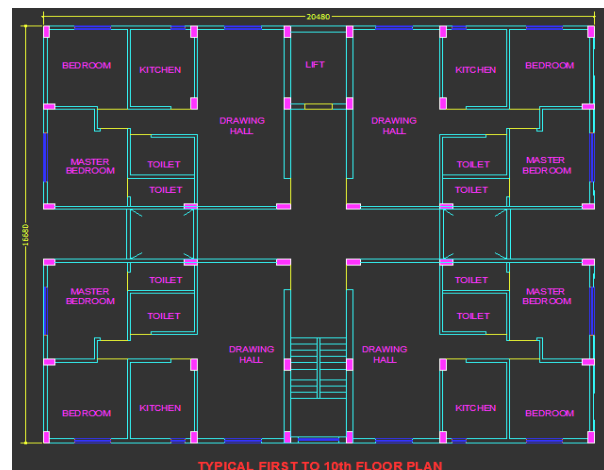 20480
BEDROOM
KITCHEN
LIFT
KITCHEN
BEDROOM
DRAWING
HALL
DRAWING
HALL
MASTER
BEDROOM
TOILET
TOILET
MASTER
BEDROOM
TOILET
TOILET
16680
TOILET
TOILET
MASTER
BEDROOM
TOILET
TOILET
MASTER
BEDROOM
DRAWING
HALL
DRAWING
HALL
BEDROOM
KITCHEN
KITCHEN
BEDROOM
TYPICAL FIRST TO 10th FLOOR PLAN